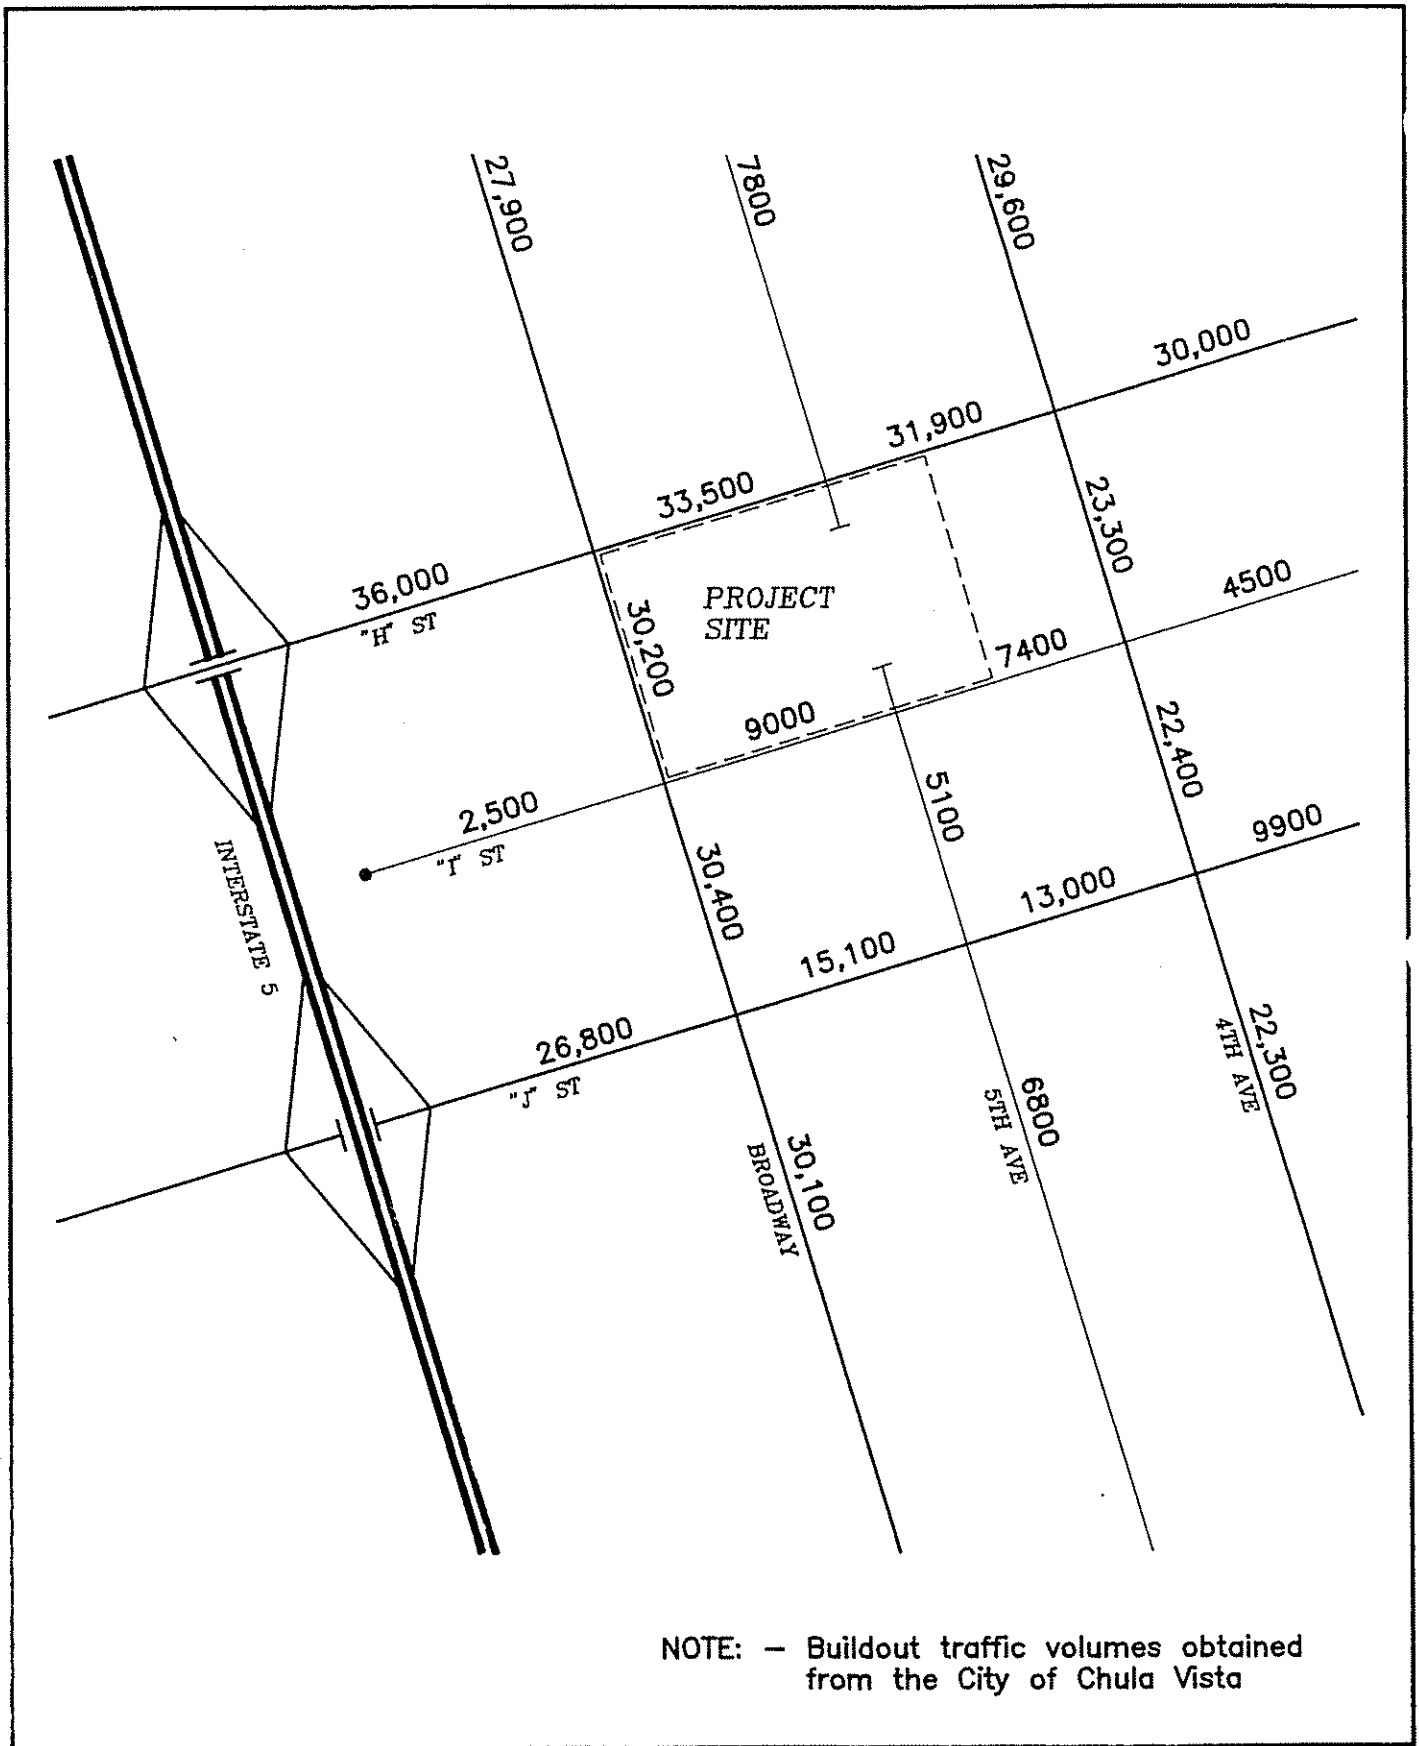 27,900
7800
29,600
30,000
31,900
33,500
23,300
36,000
"H" ST
4500
PROJECT
SITE
30,200
7400
9000
22,400
2,500
"I" ST
5100
9900
30,400
13,000
INTERSTATE 5
15,100
26,800
"J" ST
22,300
4TH AVE
6800
5TH AVE
30,100
BROADWAY
NOTE: - Buildout traffic volumes obtained
from the City of Chula Vista